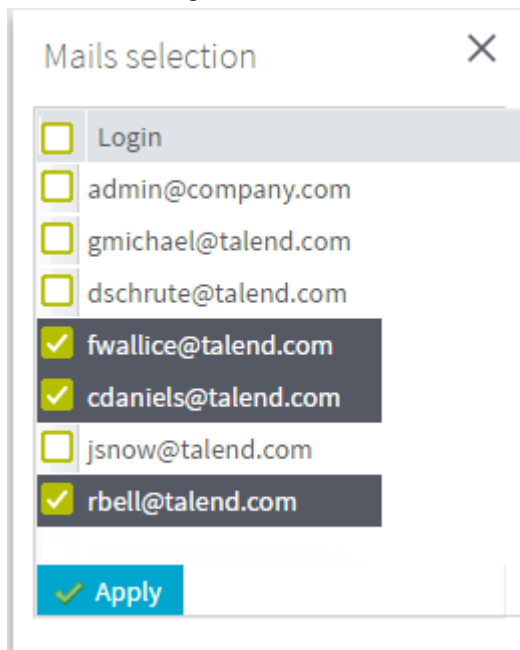 Mails selection
Login
admin@company.com
gmichael@talend.com
dschrute@talend.com
fwallice@talend.com
cdaniels@talend.com
jsnow@talend.com
rbell@talend.com
Apply